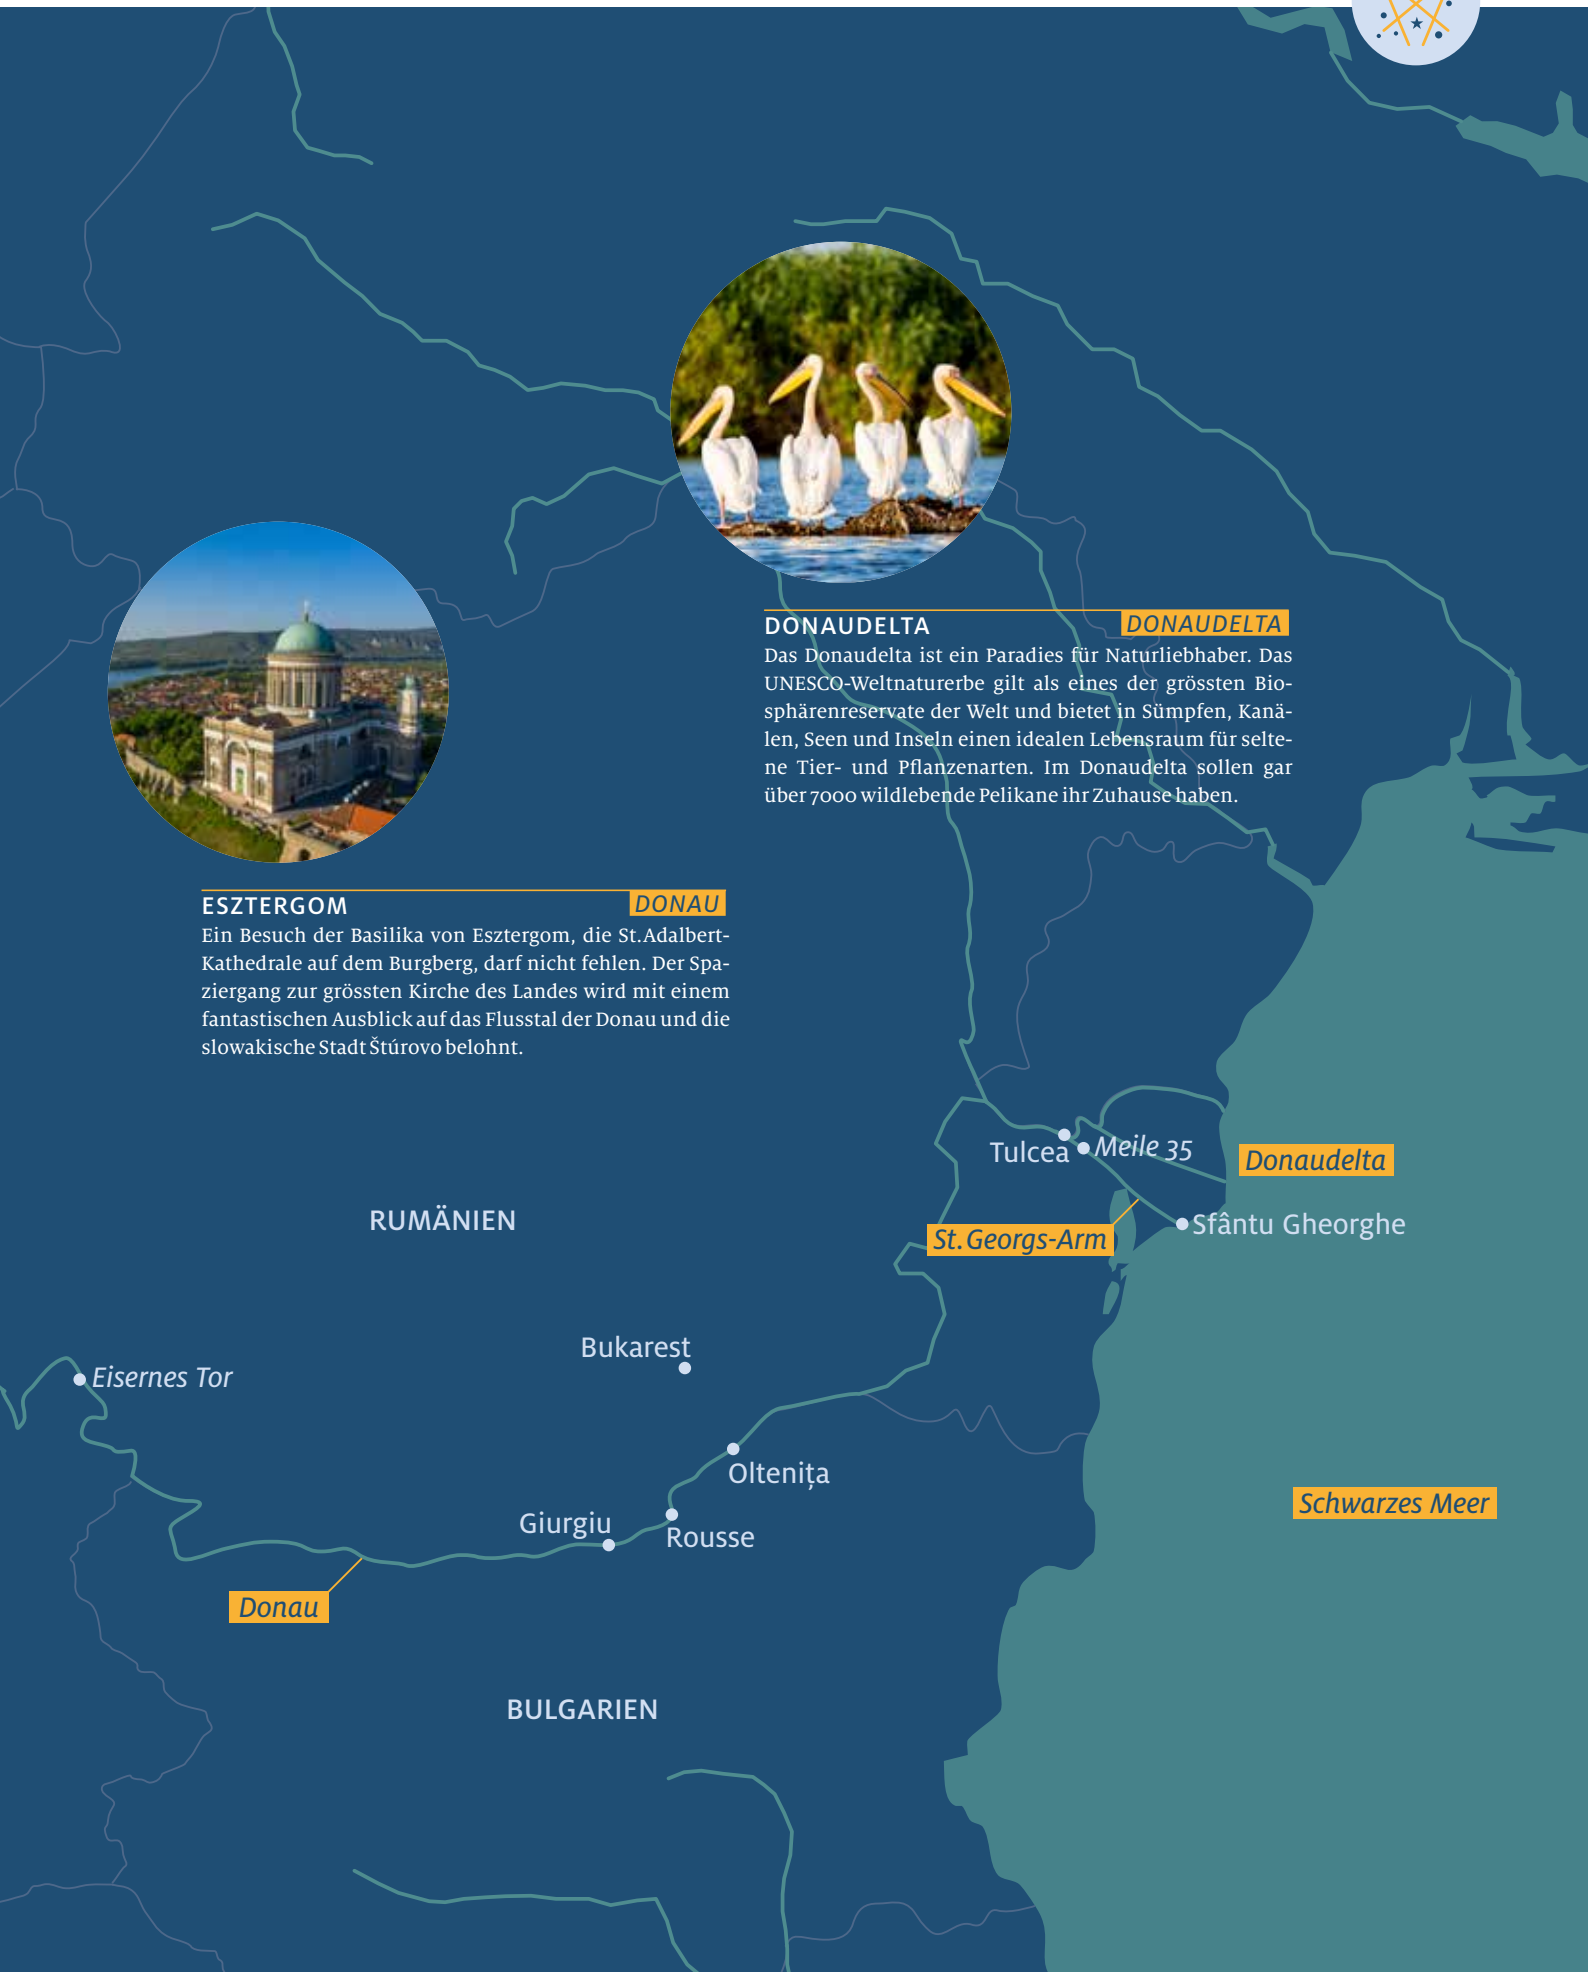 DONAUDELTA
DONAUDELTA
Das Donaudelta ist ein Paradies für Naturliebhaber. Das
UNESCO-Weltnaturerbe gilt als eines der grössten Bio-
sphärenreservate der Welt und bietet in Sümpfen, Kanä-
len, Seen und Inseln einen idealen Lebensraum für selte-
ne Tier- und Pflanzenarten. Im Donaudelta sollen gar
über 7000 wildlebende Pelikane ihr Zuhause haben.
ESZTERGOM
DONAU
Ein Besuch der Basilika von Esztergom, die St.Adalbert-
Kathedrale auf dem Burgberg, darf nicht fehlen. Der Spa-
ziergang zur grössten Kirche des Landes wird mit einem
fantastischen Ausblick auf das Flusstal der Donau und die
slowakische Stadt Štúrovo belohnt.
Tulcea
Meile 35
Donaudelta
RUMÄNIEN
St. Georgs-Arm
Sfântu Gheorghe
Bukarest
Eisernes Tor
Oltenița
Schwarzes Meer
Giurgiu
Rousse
Donau
BULGARIEN